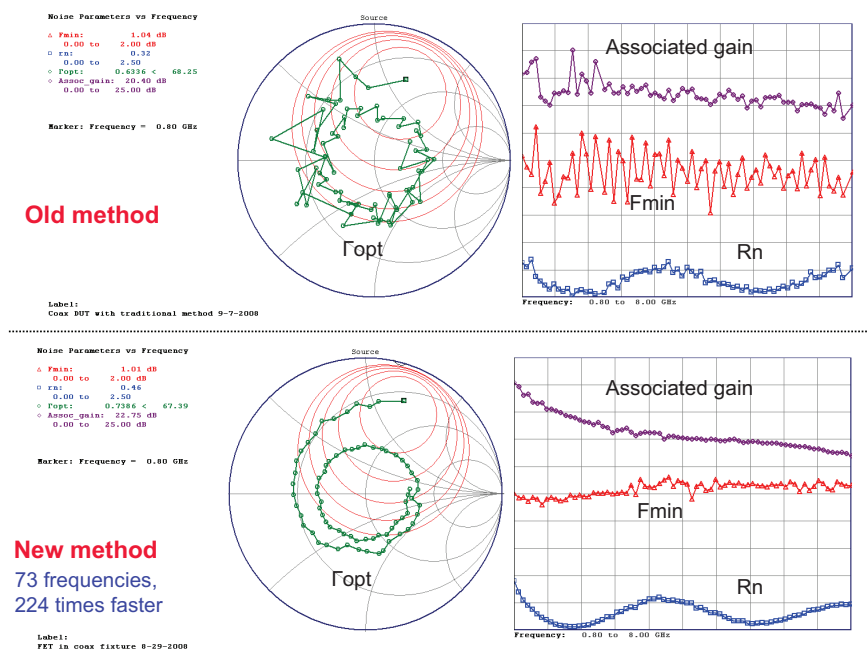 Noise Parameters vs Frequency
△ Fmin: 1.04 dB
0.00 to 2.00 dB
□ rn: 0.32
0.00 to 2.50
◇ Γopt: 0.6336 < 68.25
◇ Assoc_gain: 20.40 dB
0.00 to 25.00 dB
Marker: Frequency = 0.80 GHz
Old method
Label:
Coax DUT with traditional method 9-7-2008
Source
Γopt
Associated gain
Fmin
Rn
Frequency: 0.80 to 8.00 GHz
Noise Parameters vs Frequency
△ Fmin: 1.01 dB
0.00 to 2.00 dB
□ rn: 0.46
0.00 to 2.50
◇ Γopt: 0.7386 < 67.39
◇ Assoc_gain: 22.75 dB
0.00 to 25.00 dB
Marker: Frequency = 0.80 GHz
New method
73 frequencies,
224 times faster
Label:
FET in coax fixture 8-29-2008
Source
Γopt
Associated gain
Fmin
Rn
Frequency: 0.80 to 8.00 GHz